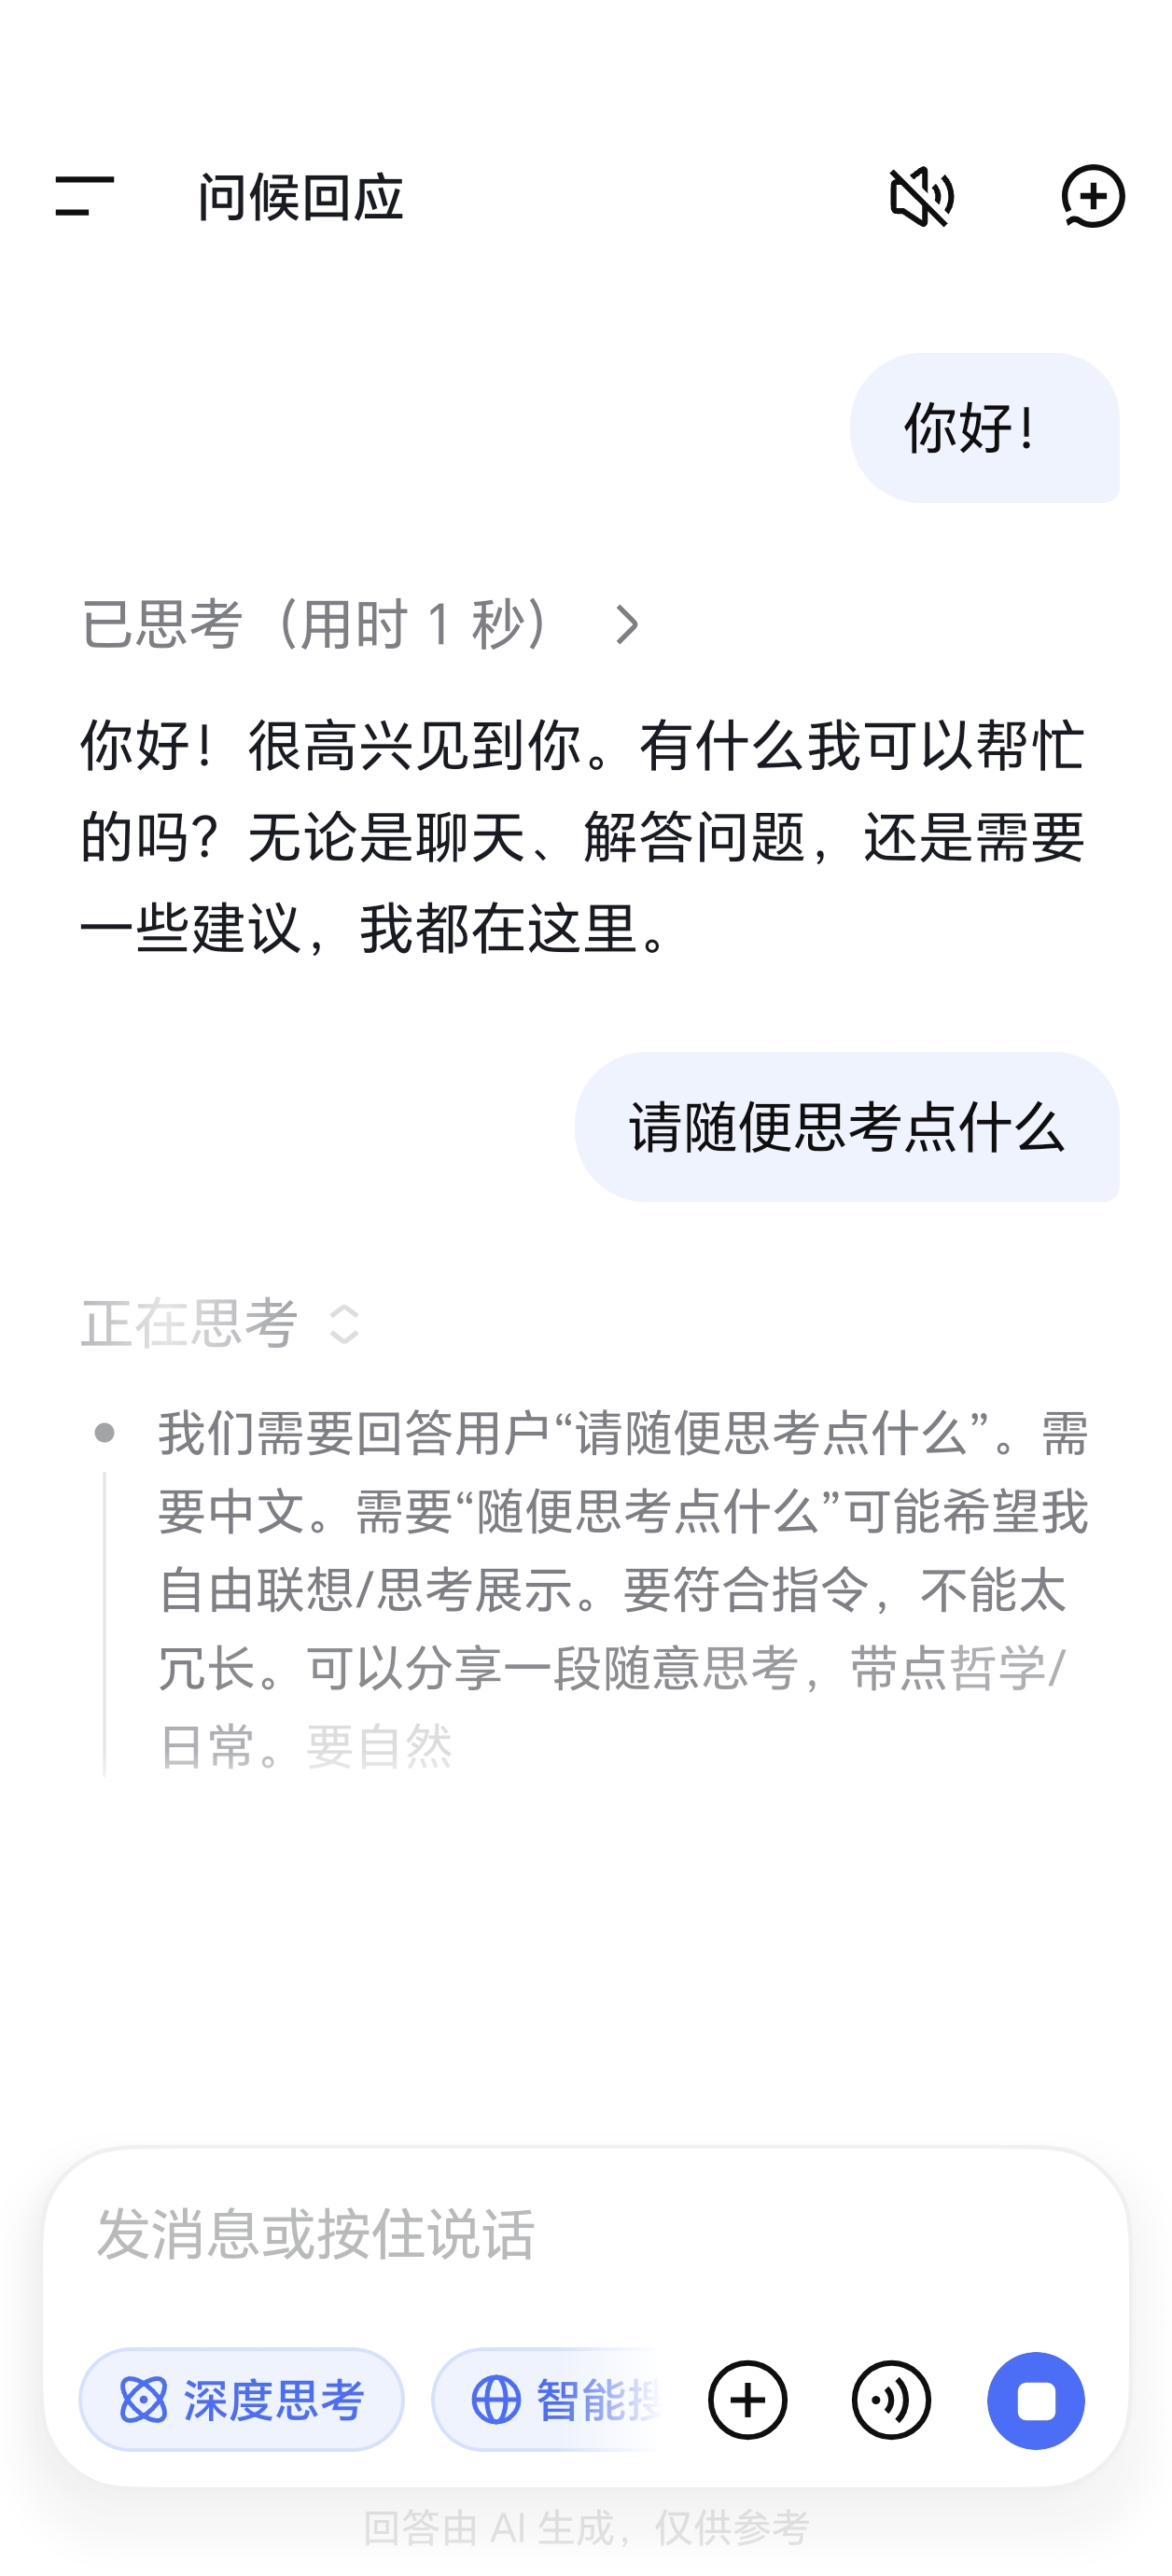 问候回应
你好！
已思考（用时 1 秒）
你好！很高兴见到你。有什么我可以帮忙
的吗？无论是聊天、解答问题，还是需要
一些建议，我都在这里。
请随便思考点什么
正在思考
我们需要回答用户“请随便思考点什么”。需
要中文。需要“随便思考点什么”可能希望我
自由联想/思考展示。要符合指令，不能太
冗长。可以分享一段随意思考，带点哲学/
日常。要自然
发消息或按住说话
深度思考 智能搜
回答由 AI 生成，仅供参考